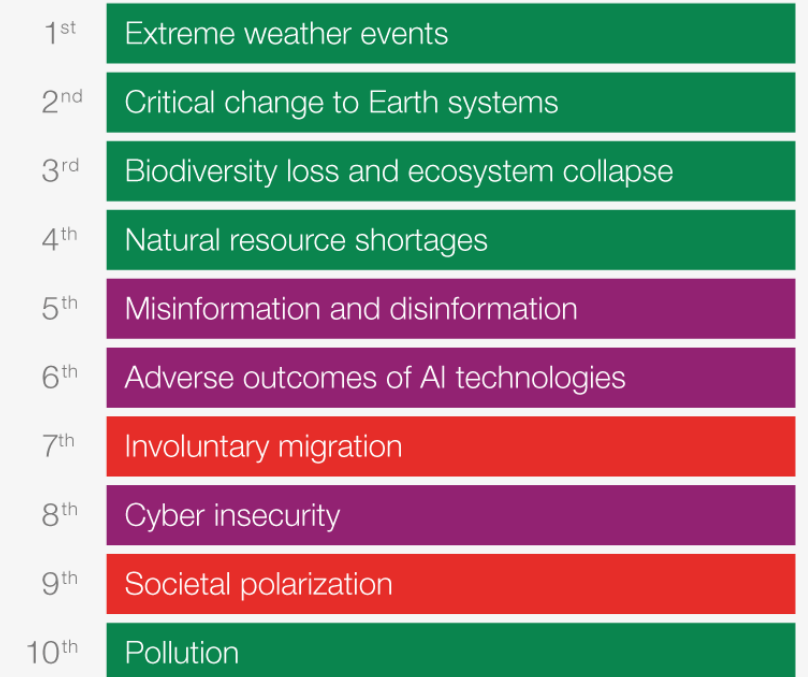 1st Extreme weather events
2nd Critical change to Earth systems
3rd Biodiversity loss and ecosystem collapse
4th Natural resource shortages
5th Misinformation and disinformation
6th Adverse outcomes of AI technologies
7th Involuntary migration
8th Cyber insecurity
9th Societal polarization
10th Pollution